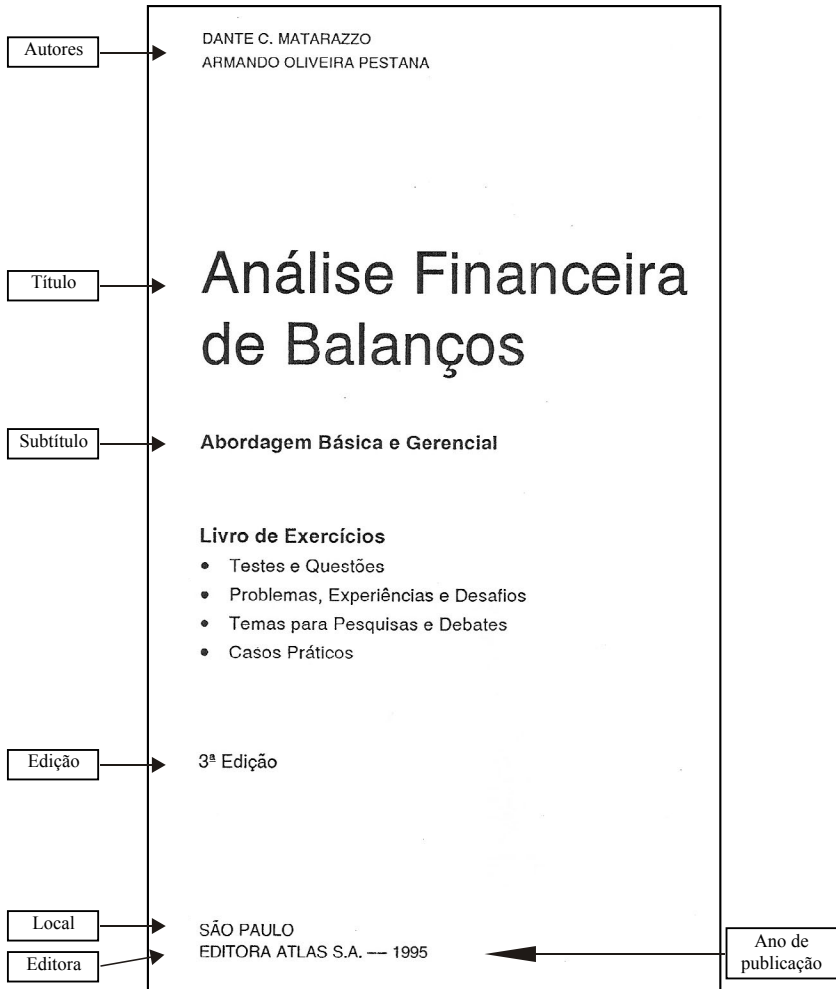 Autores
DANTE C. MATARAZZO
ARMANDO OLIVEIRA PESTANA
Título
Análise Financeira
de Balanços
Subtítulo
Abordagem Básica e Gerencial
Livro de Exercícios
• Testes e Questões
• Problemas, Experiências e Desafios
• Temas para Pesquisas e Debates
• Casos Práticos
Edição
3ª Edição
Local
SÃO PAULO
Editora
EDITORA ATLAS S.A. — 1995
Ano de
publicação